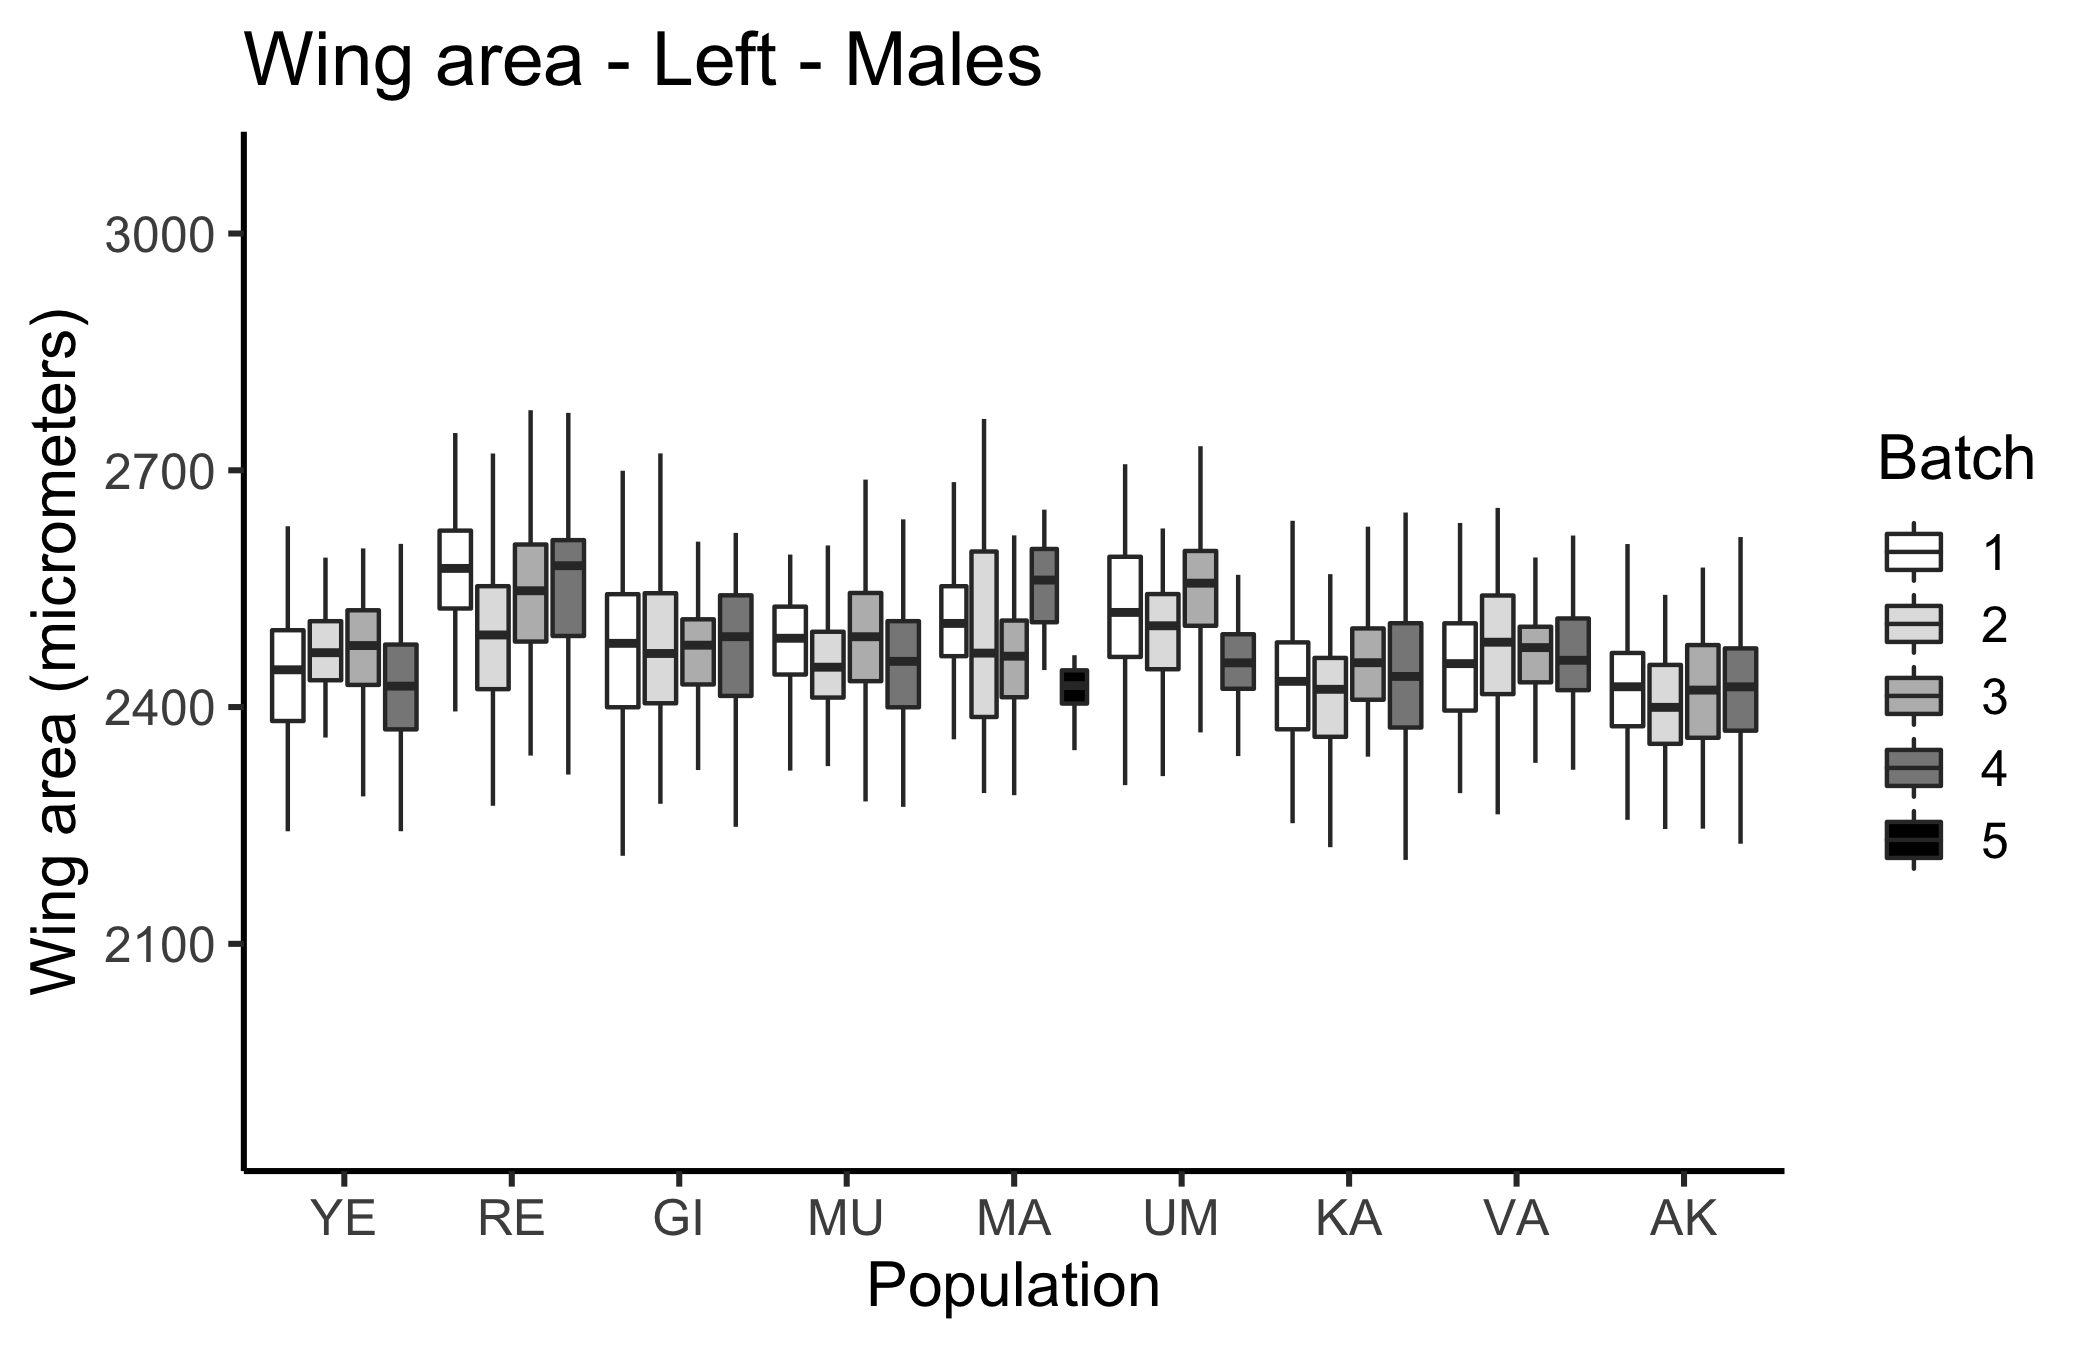 Wing area - Left - Males
Wing area (micrometers)
3000
2700
2400
2100
YE RE GI MU MA UM KA VA AK
Population
Batch
1
2
3
4
5